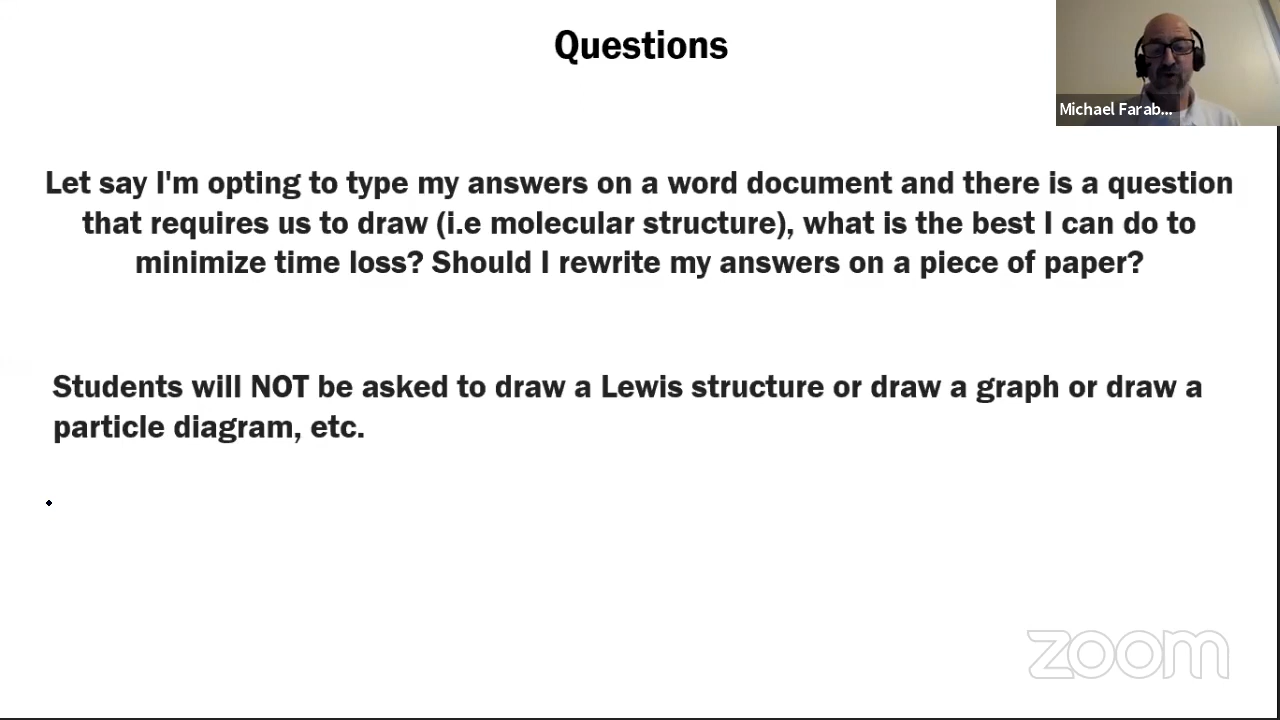 Questions
Michael Farab...
Let say I'm opting to type my answers on a word document and there is a question
that requires us to draw (i.e molecular structure), what is the best I can do to
minimize time loss? Should I rewrite my answers on a piece of paper?
Students will NOT be asked to draw a Lewis structure or draw a graph or draw a
particle diagram, etc.
zoom